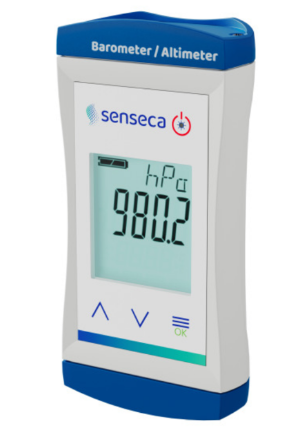 Barometer / Altimeter
senseca
hPa
980.2
OK